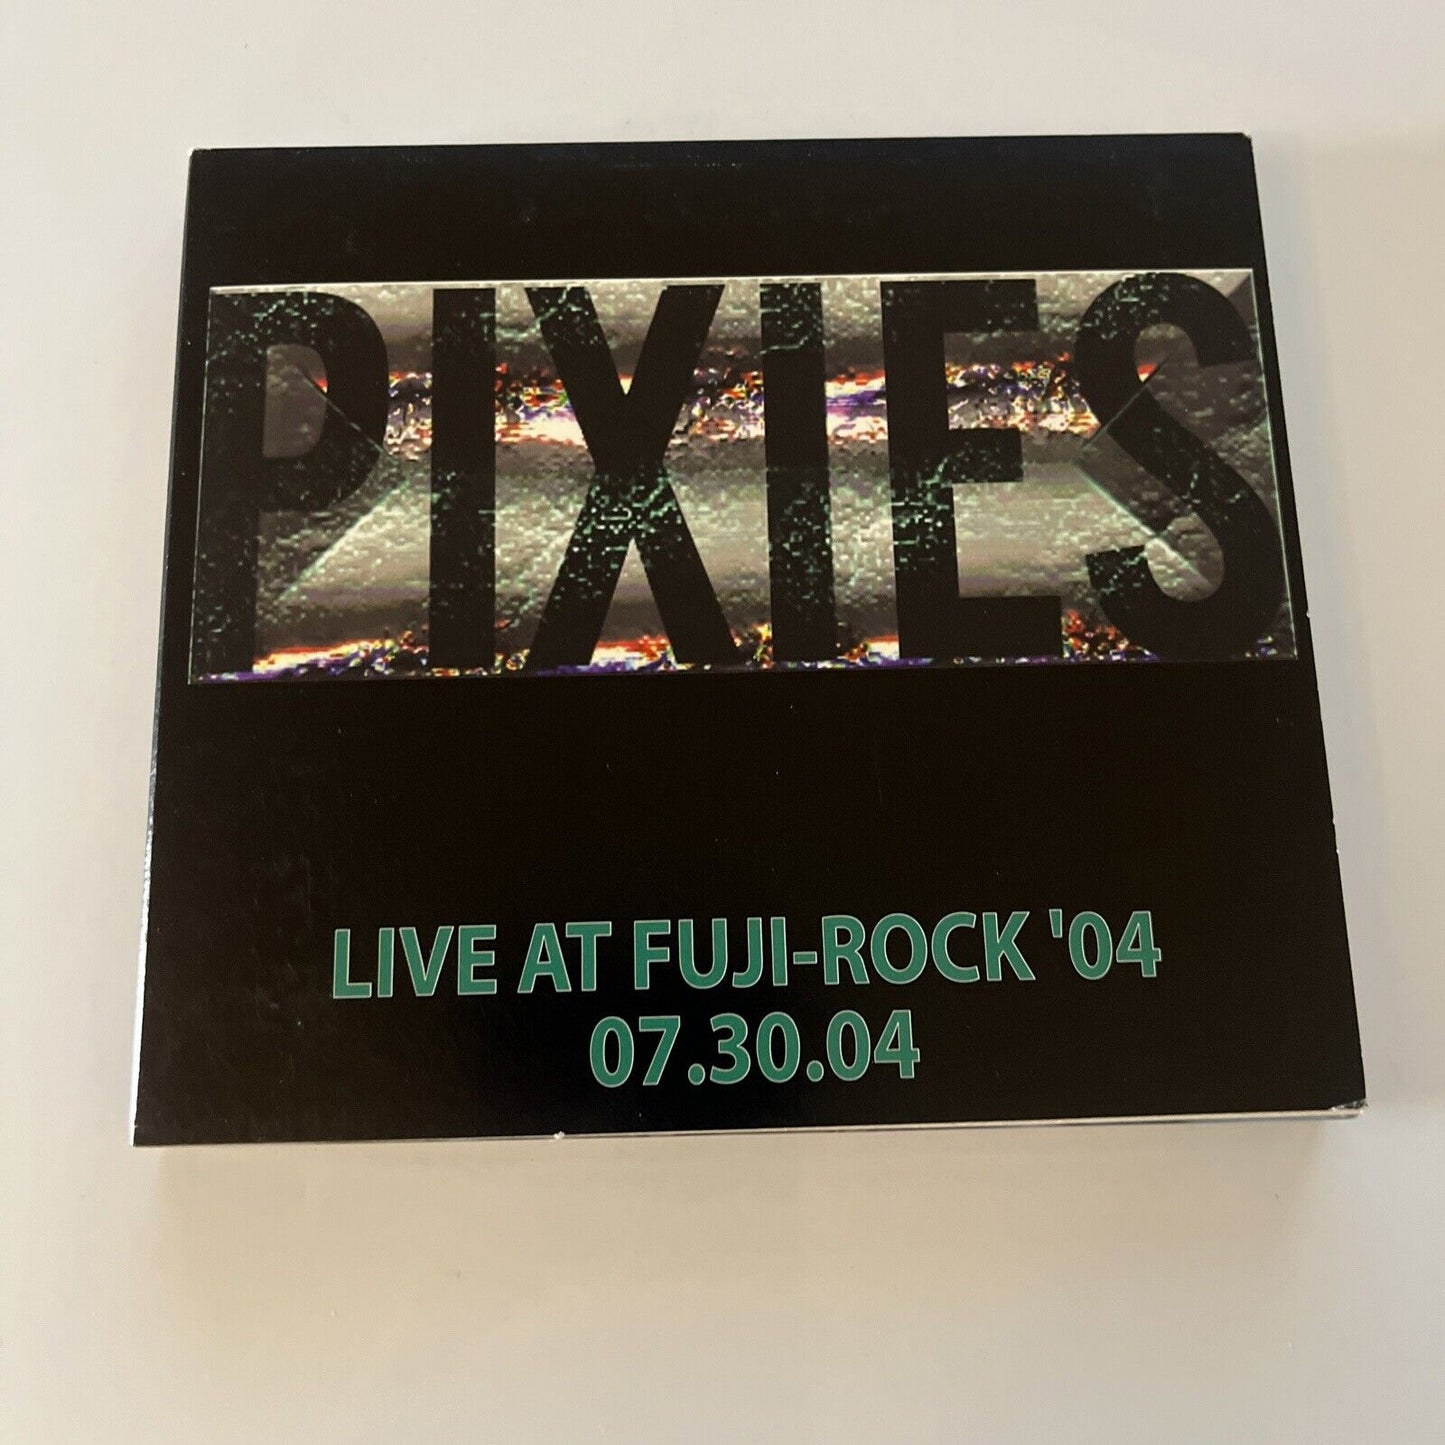 PIXIES
LIVE AT FUJI-ROCK '04
07.30.04